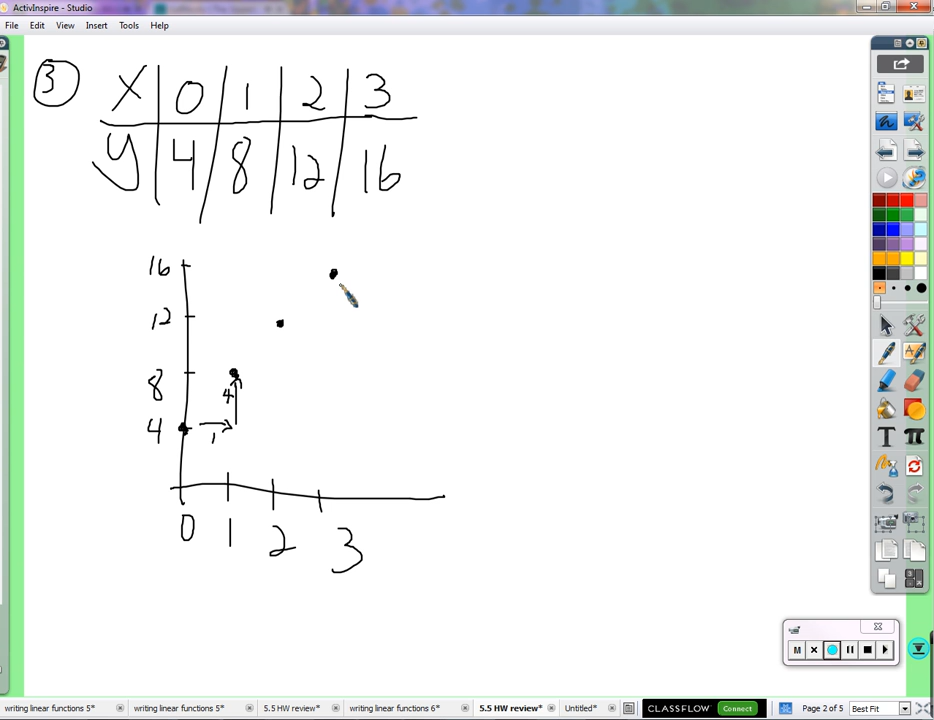 ActivInspire - Studio
File Edit View Insert Tools Help
3
X 0 1 2 3
y 4 8 12 16
16
12
8
4
4
1
0 1 2 3
M
writing linear functions 5* writing linear functions 5* 5.5 HW review* writing linear functions 6* 5.5 HW review* Untitled* CLASSFLOW Connect Page 2 of 5 Best Fit